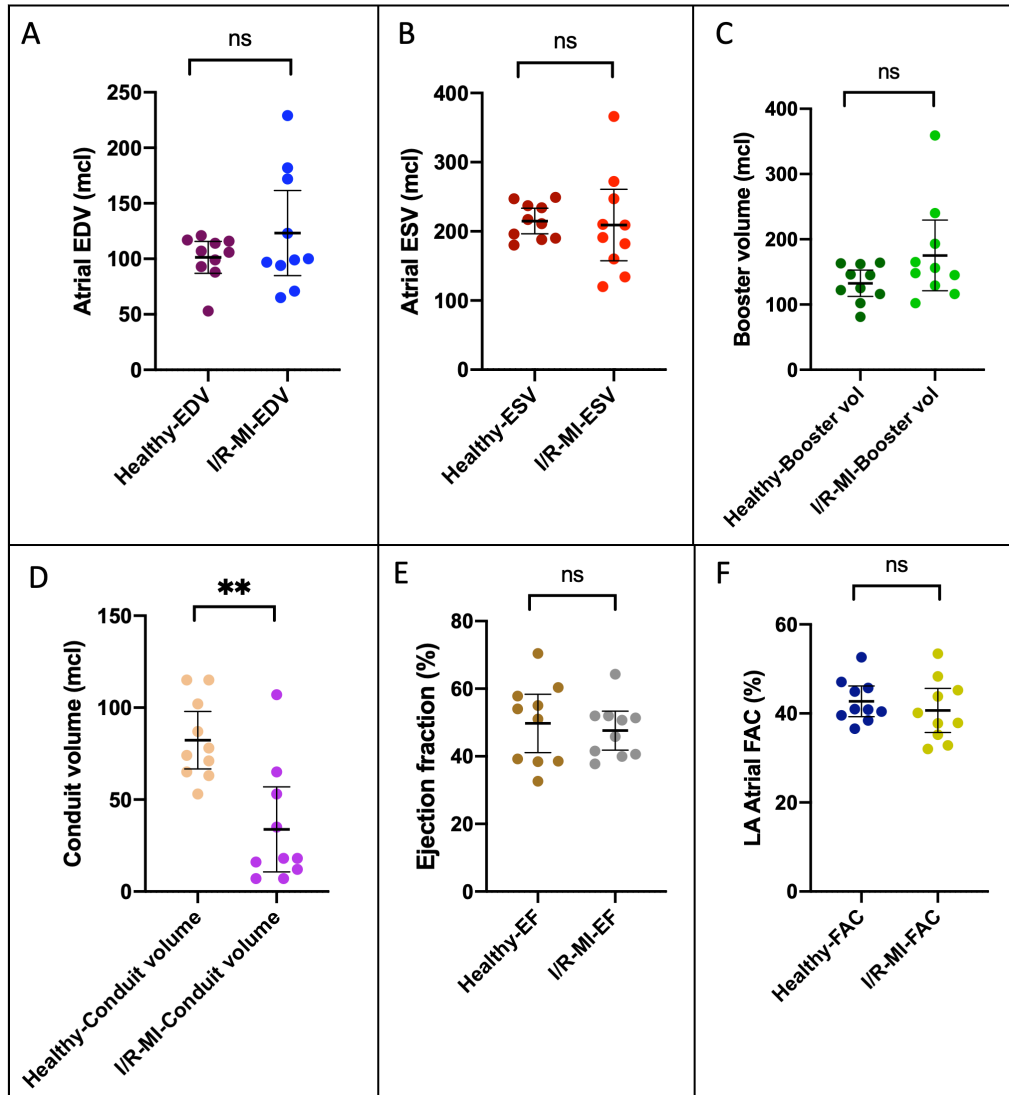 A
ns
Atrial EDV (mcl)
250
200
150
100
50
0
Healthy-EDV
I/R-MI-EDV
B
ns
Atrial ESV (mcl)
400
300
200
100
0
Healthy-ESV
I/R-MI-ESV
C
ns
Booster volume (mcl)
400
300
200
100
0
Healthy-Booster vol
I/R-MI-Booster vol
D
**
Conduit volume (mcl)
150
100
50
0
Healthy-Conduit volume
I/R-MI-Conduit volume
E
ns
Ejection fraction (%)
80
60
40
20
0
Healthy-EF
I/R-MI-EF
F
ns
LA Atrial FAC (%)
60
40
20
0
Healthy-FAC
I/R-MI-FAC